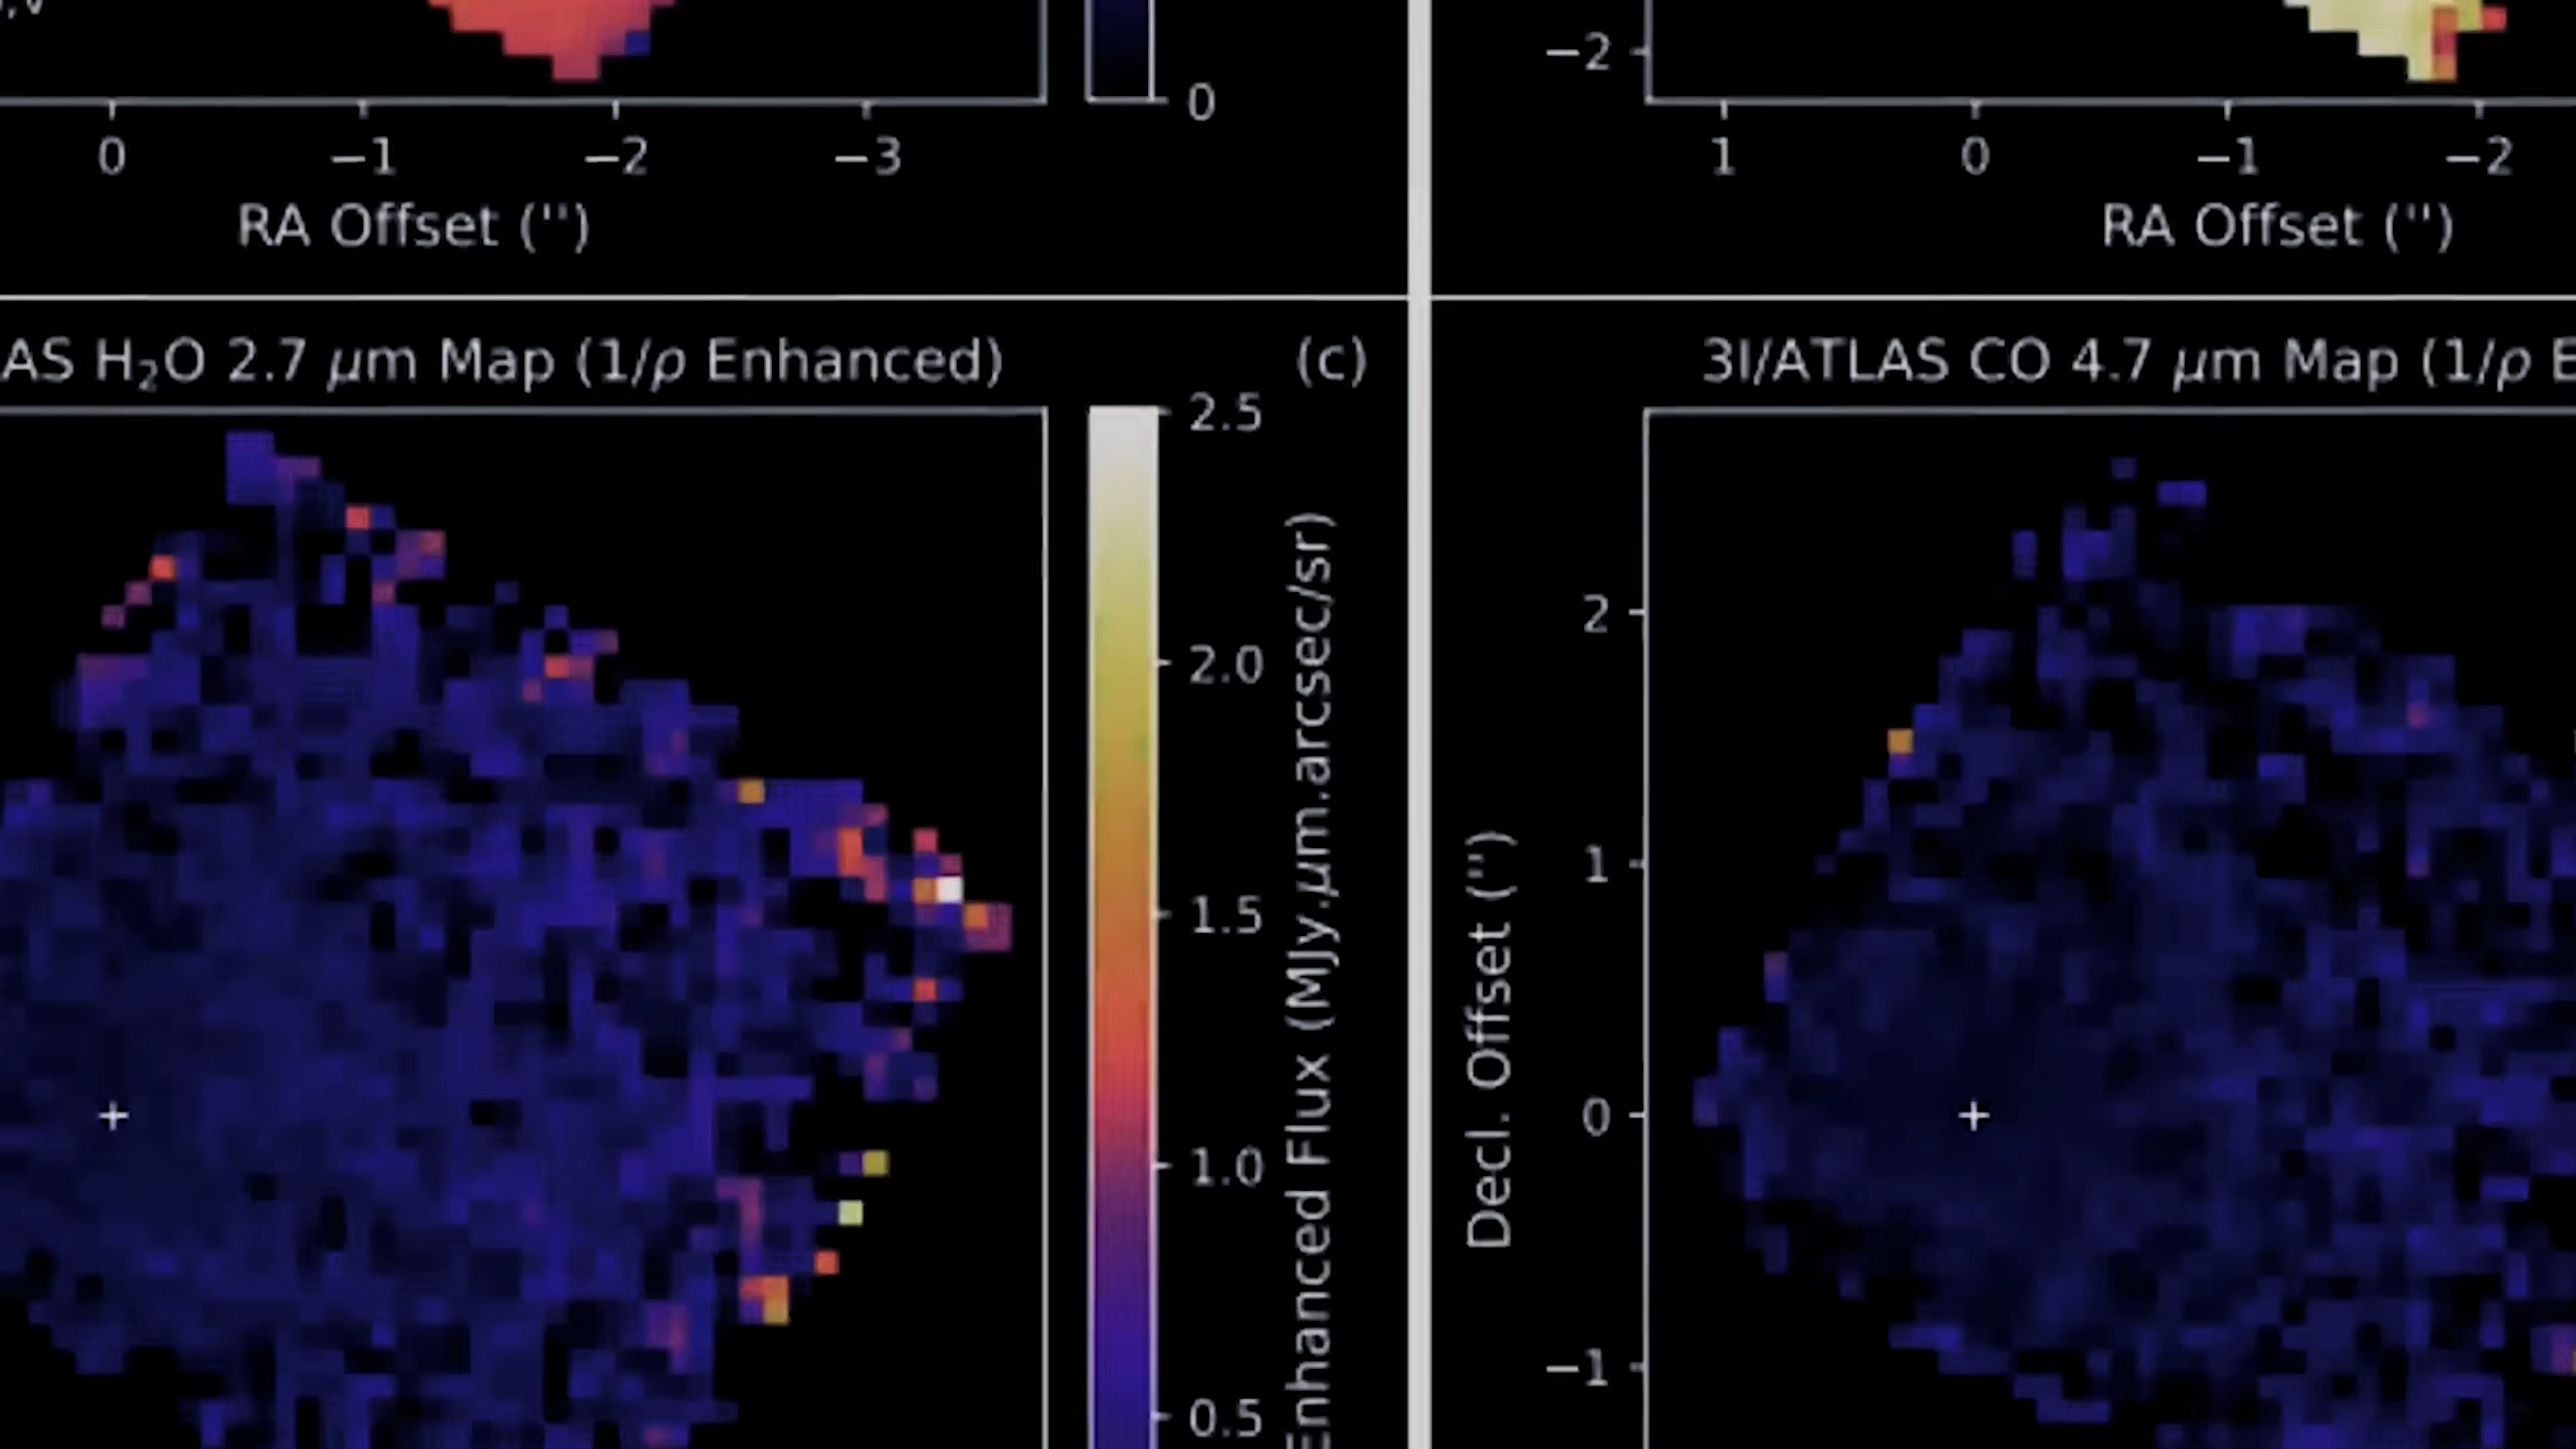 −2
0
0 −1 −2 −3
1 0 −1 −2
RA Offset ('')
RA Offset ('')
AS H₂O 2.7 μm Map (1/ρ Enhanced)
(c)
2.5
2.0
1.5
1.0
0.5
Enhanced Flux (MJy.μm.arcsec/sr)
3I/ATLAS CO 4.7 μm Map (1/ρ E
2
1
0
−1
Decl. Offset ('')